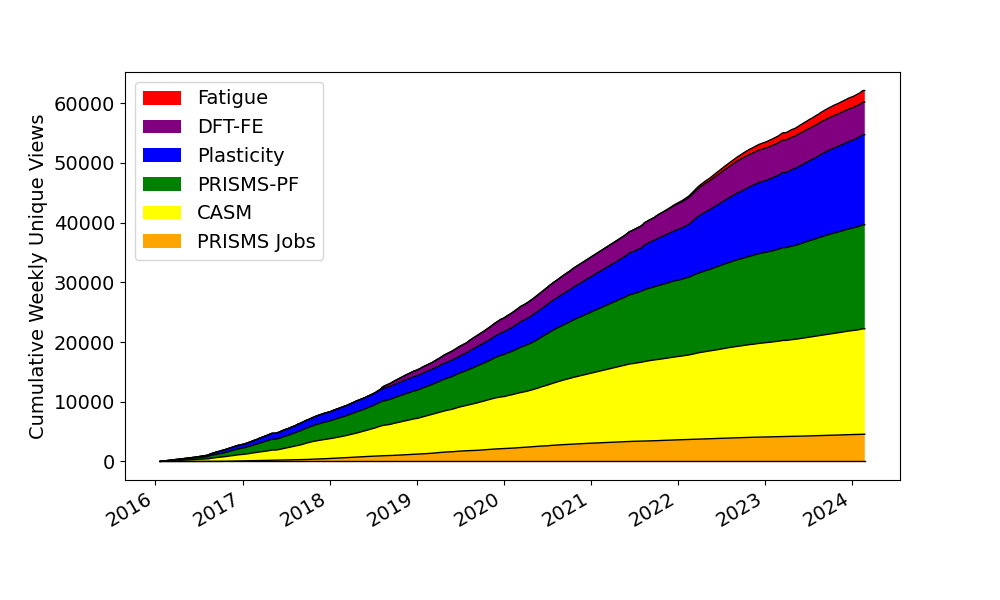 Cumulative Weekly Unique Views
60000
50000
40000
30000
20000
10000
0
Fatigue
DFT-FE
Plasticity
PRISMS-PF
CASM
PRISMS Jobs
2016
2017
2018
2019
2020
2021
2022
2023
2024